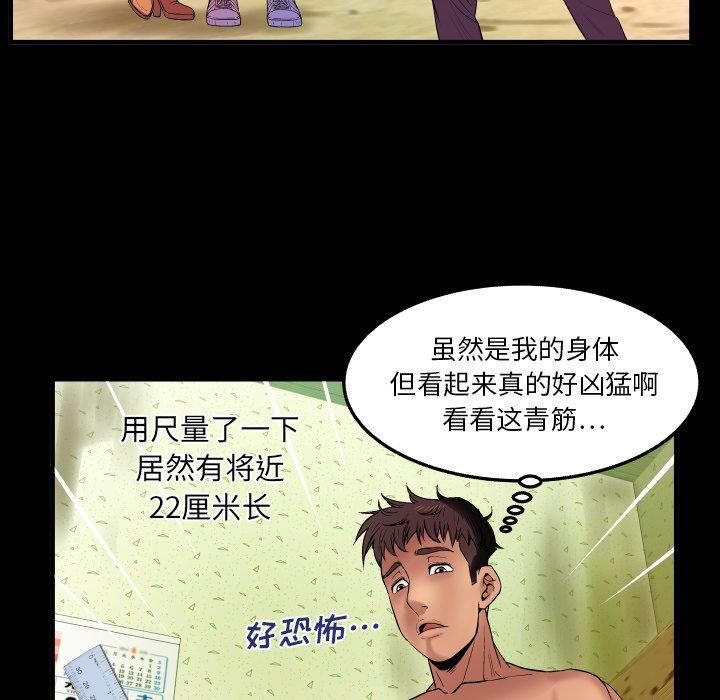 虽然是我的身体
但看起来真的好凶猛啊
看看这青筋...
用尺量了一下
居然有将近
22厘米长
好恐怖…